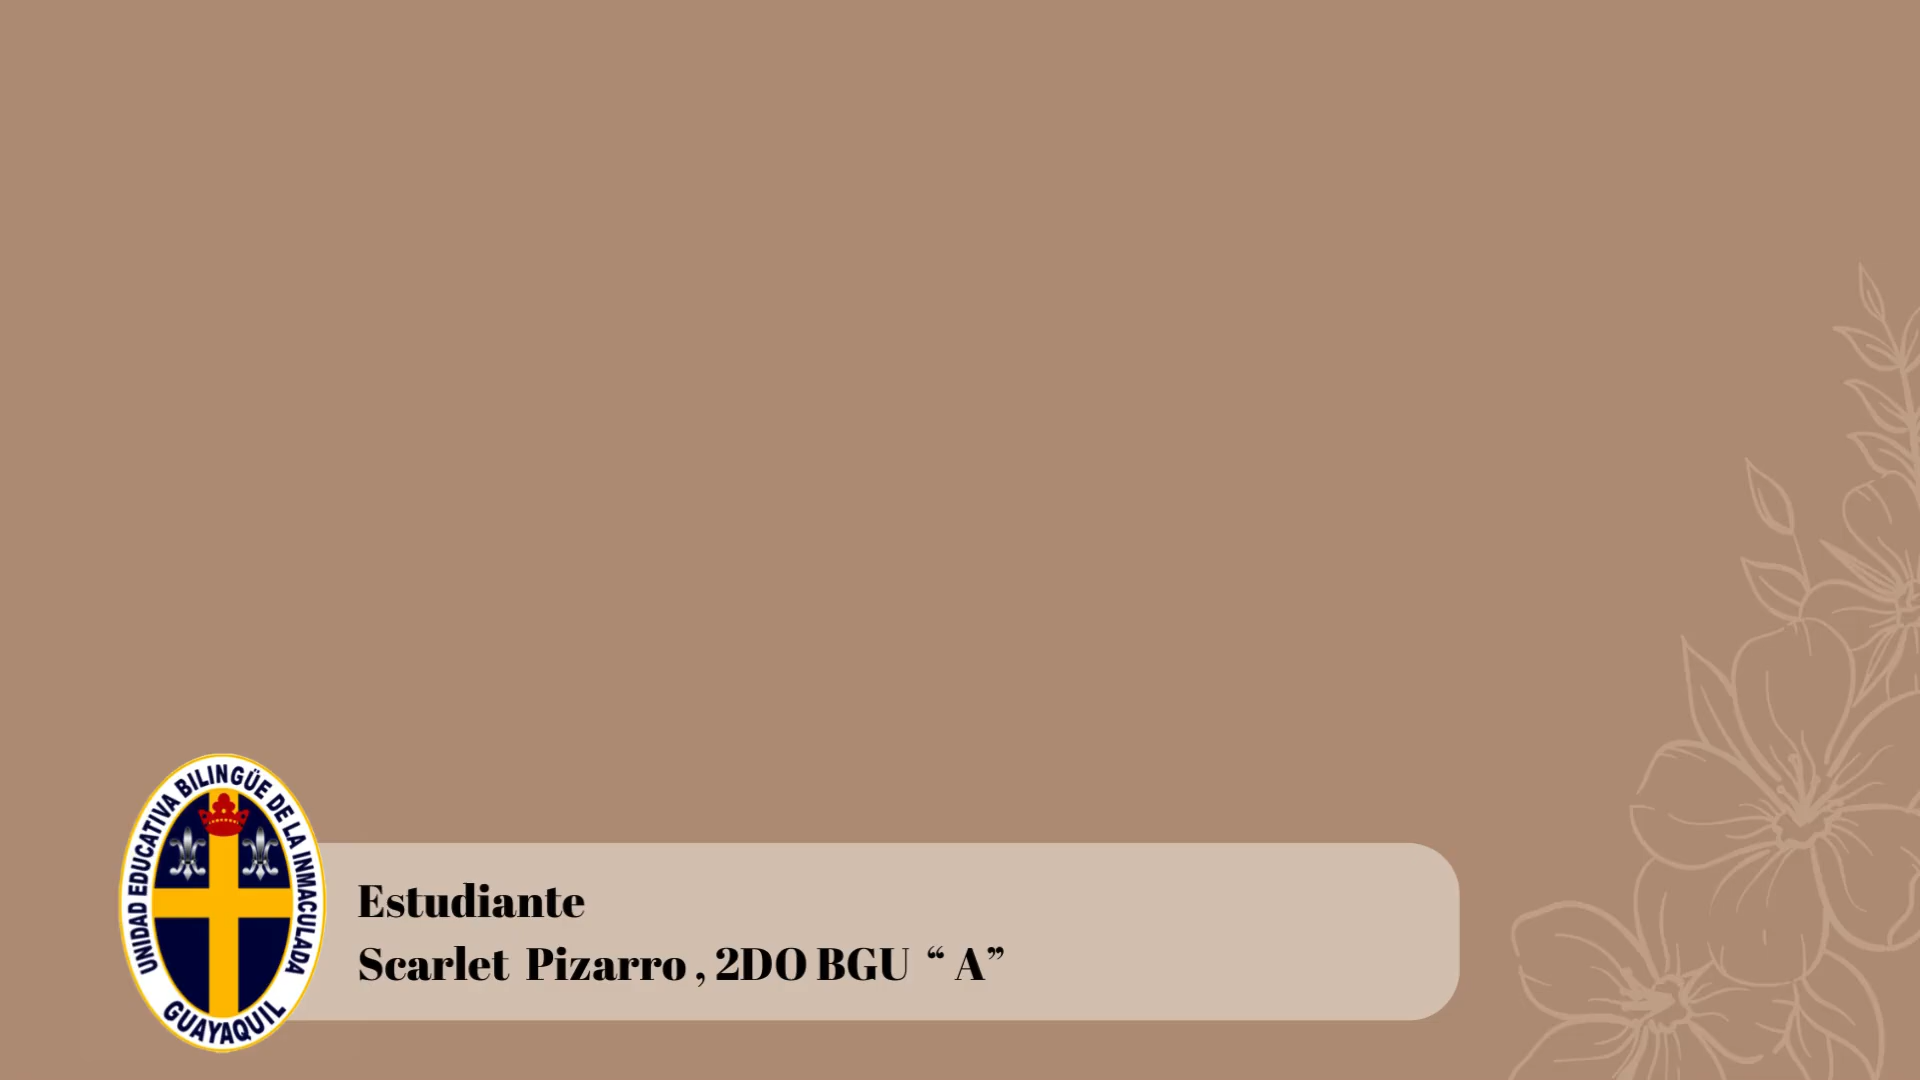 UNIDAD EDUCATIVA BILINGÜE DE LA INMACULADA
GUAYAQUIL
Estudiante
Scarlet Pizarro , 2DO BGU “ A”